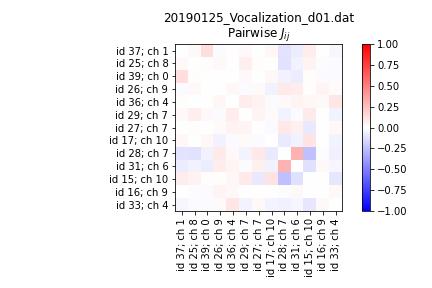 20190125_Vocalization_d01.dat
Pairwise J_ij
id 37; ch 1
id 25; ch 8
id 39; ch 0
id 26; ch 9
id 36; ch 4
id 29; ch 7
id 27; ch 7
id 17; ch 10
id 28; ch 7
id 31; ch 6
id 15; ch 10
id 16; ch 9
id 33; ch 4
id 37; ch 1
id 25; ch 8
id 39; ch 0
id 26; ch 9
id 36; ch 4
id 29; ch 7
id 27; ch 7
id 17; ch 10
id 28; ch 7
id 31; ch 6
id 15; ch 10
id 16; ch 9
id 33; ch 4
1.00
0.75
0.50
0.25
0.00
−0.25
−0.50
−0.75
−1.00